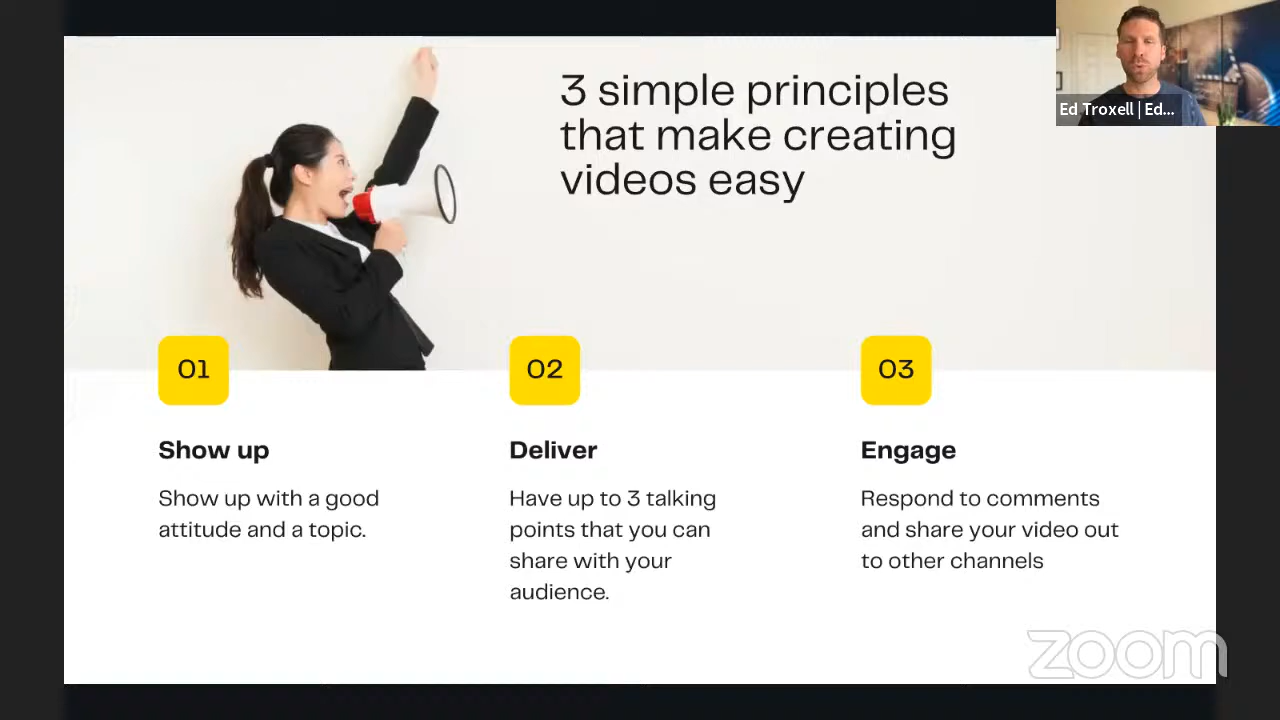 3 simple principles
that make creating
videos easy
Ed Troxell | Ed...
01
Show up
Show up with a good
attitude and a topic.
02
Deliver
Have up to 3 talking
points that you can
share with your
audience.
03
Engage
Respond to comments
and share your video out
to other channels
zoom